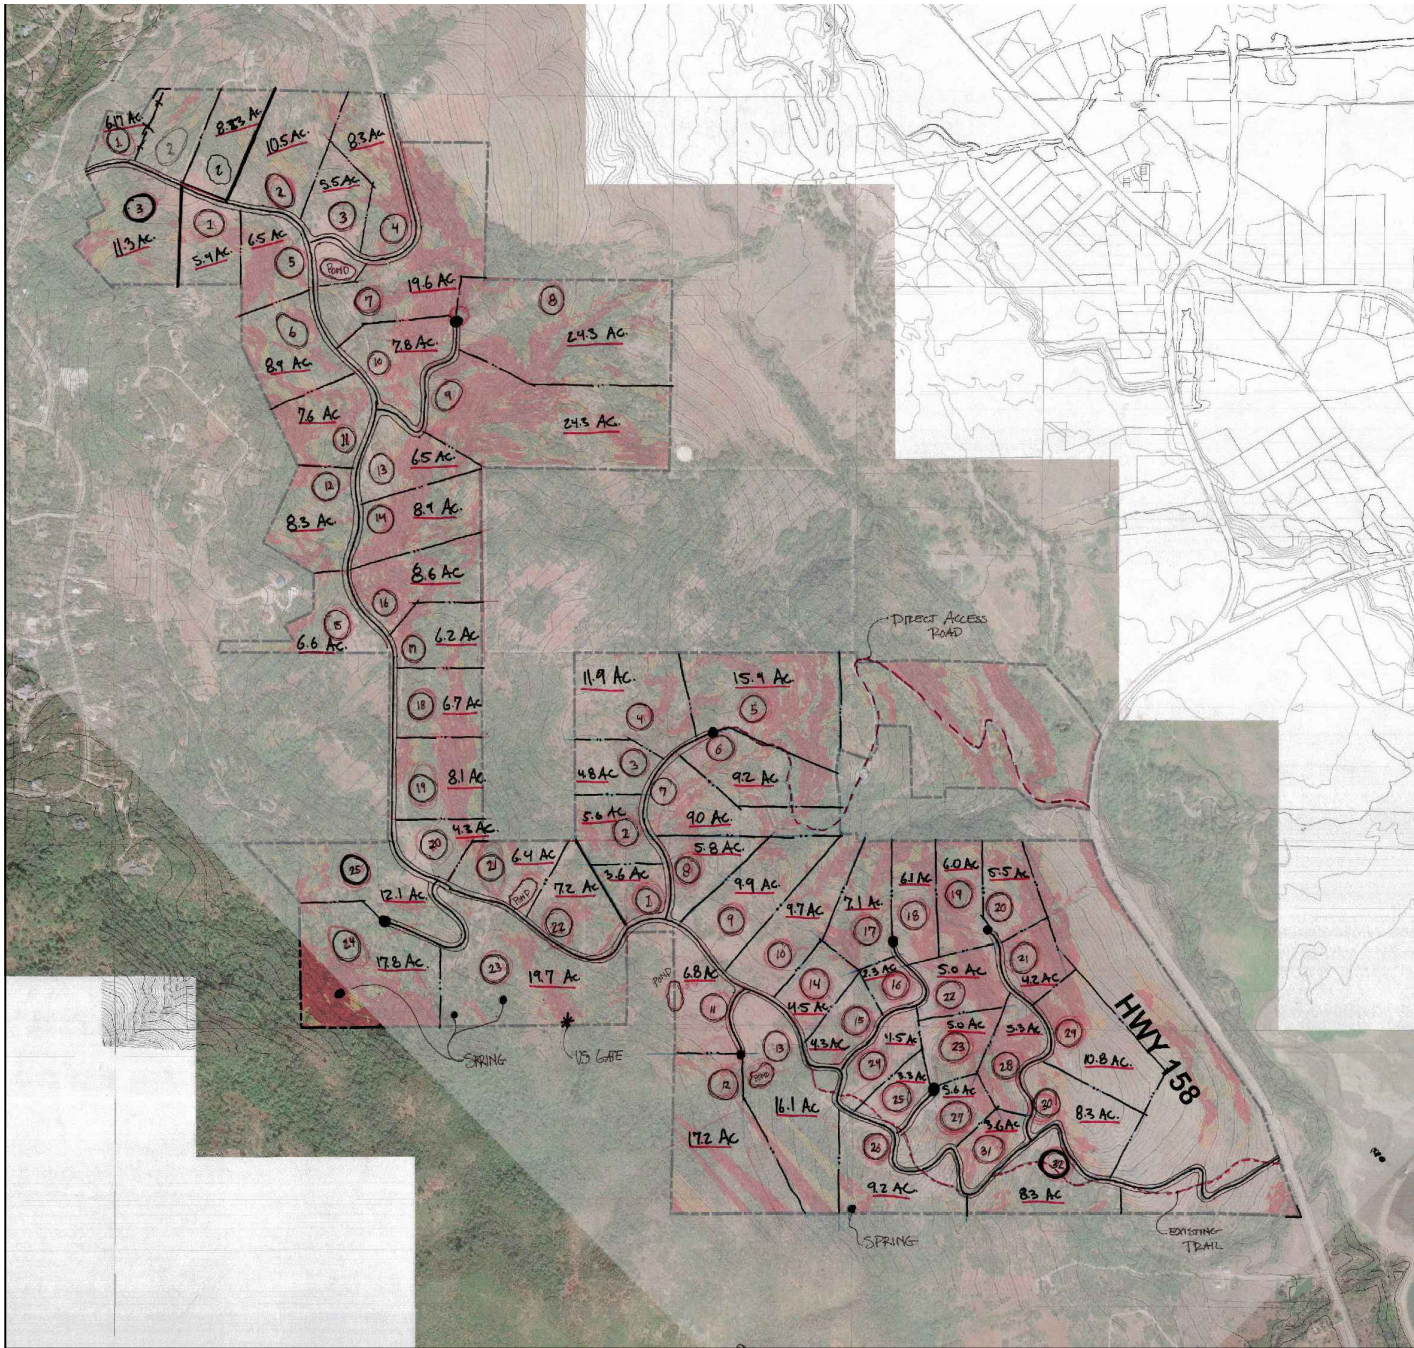 6.17 Ac.
1
2
8.83 Ac
2
10.5 Ac.
2
8.3 Ac
5.5 Ac
3
4
3
11.3 Ac.
1
5.9 Ac.
6.5 Ac
5
POND
19.6 Ac
7
8
24.3 Ac.
6
8.9 Ac.
10
7.8 Ac.
9
24.3 Ac.
7.6 Ac.
11
13
6.5 Ac.
12
8.3 Ac
14
8.9 Ac.
8.6 Ac
16
15
6.6 Ac.
17
6.2 Ac
DIRECT ACCESS
ROAD
18
6.7 Ac
11.9 Ac.
4
15.9 Ac.
5
19
8.1 Ac
4.8 Ac
3
6
9.2 Ac
7
5.6 Ac
2
9.0 Ac.
20
4.3 Ac.
21
6.4 Ac
5.8 Ac
8
25
12.1 Ac.
POND
7.2 Ac
22
3.6 Ac
1
9.9 Ac.
9
9.7 Ac
10
7.1 Ac
17
6.1 Ac
18
6.0 Ac
19
5.5 Ac
20
24
17.8 Ac.
23
19.7 Ac
POND
6.8 Ac
11
14
4.5 Ac
2.3 Ac
16
5.0 Ac
22
21
4.2 Ac
SPRING
US GATE
15
4.3 Ac
13
4.5 Ac
24
5.0 Ac
23
5.3 Ac
28
29
10.8 Ac.
HWY 158
12
POND
16.1 Ac
3.3 Ac
25
5.6 Ac
27
30
8.3 Ac.
17.2 Ac
26
3.6 Ac
31
32
9.2 Ac.
8.3 Ac
SPRING
EXISTING
TRAIL